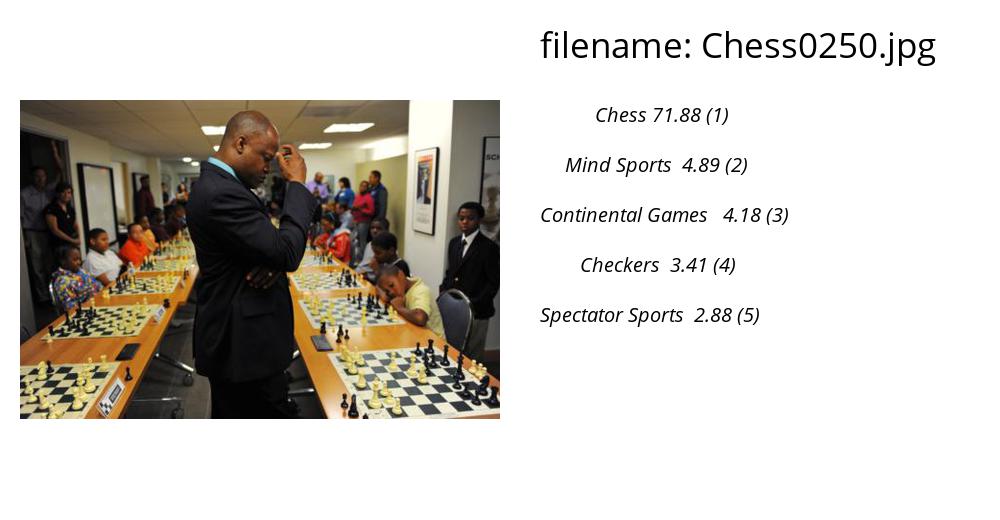 filename: Chess0250.jpg
Chess 71.88 (1)
Mind Sports 4.89 (2)
Continental Games 4.18 (3)
Checkers 3.41 (4)
Spectator Sports 2.88 (5)
SCH